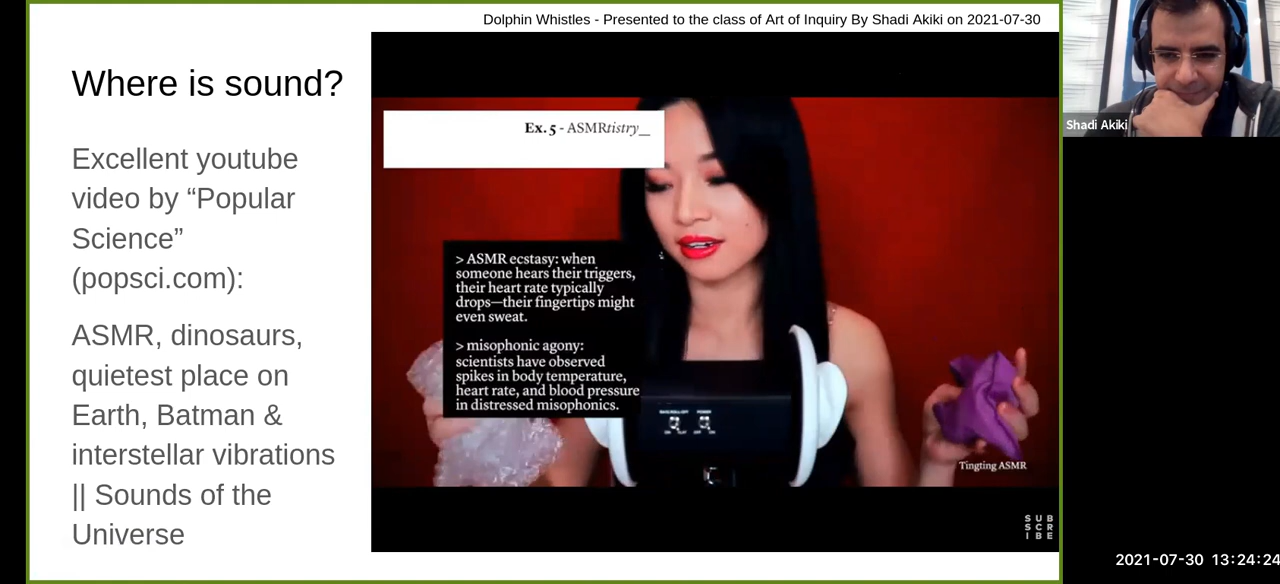 Dolphin Whistles - Presented to the class of Art of Inquiry By Shadi Akiki on 2021-07-30
Where is sound?
Excellent youtube
video by “Popular
Science”
(popsci.com):
ASMR, dinosaurs,
quietest place on
Earth, Batman &
interstellar vibrations
|| Sounds of the
Universe
Ex. 5 - ASMRtistry_
> ASMR ecstasy: when
someone hears their triggers,
their heart rate typically
drops—their fingertips might
even sweat.
> misophonic agony:
scientists have observed
spikes in body temperature,
heart rate, and blood pressure
in distressed misophonics.
Tingting ASMR
SUB
SCR
IBE
Shadi Akiki
2021-07-30 13:24:24